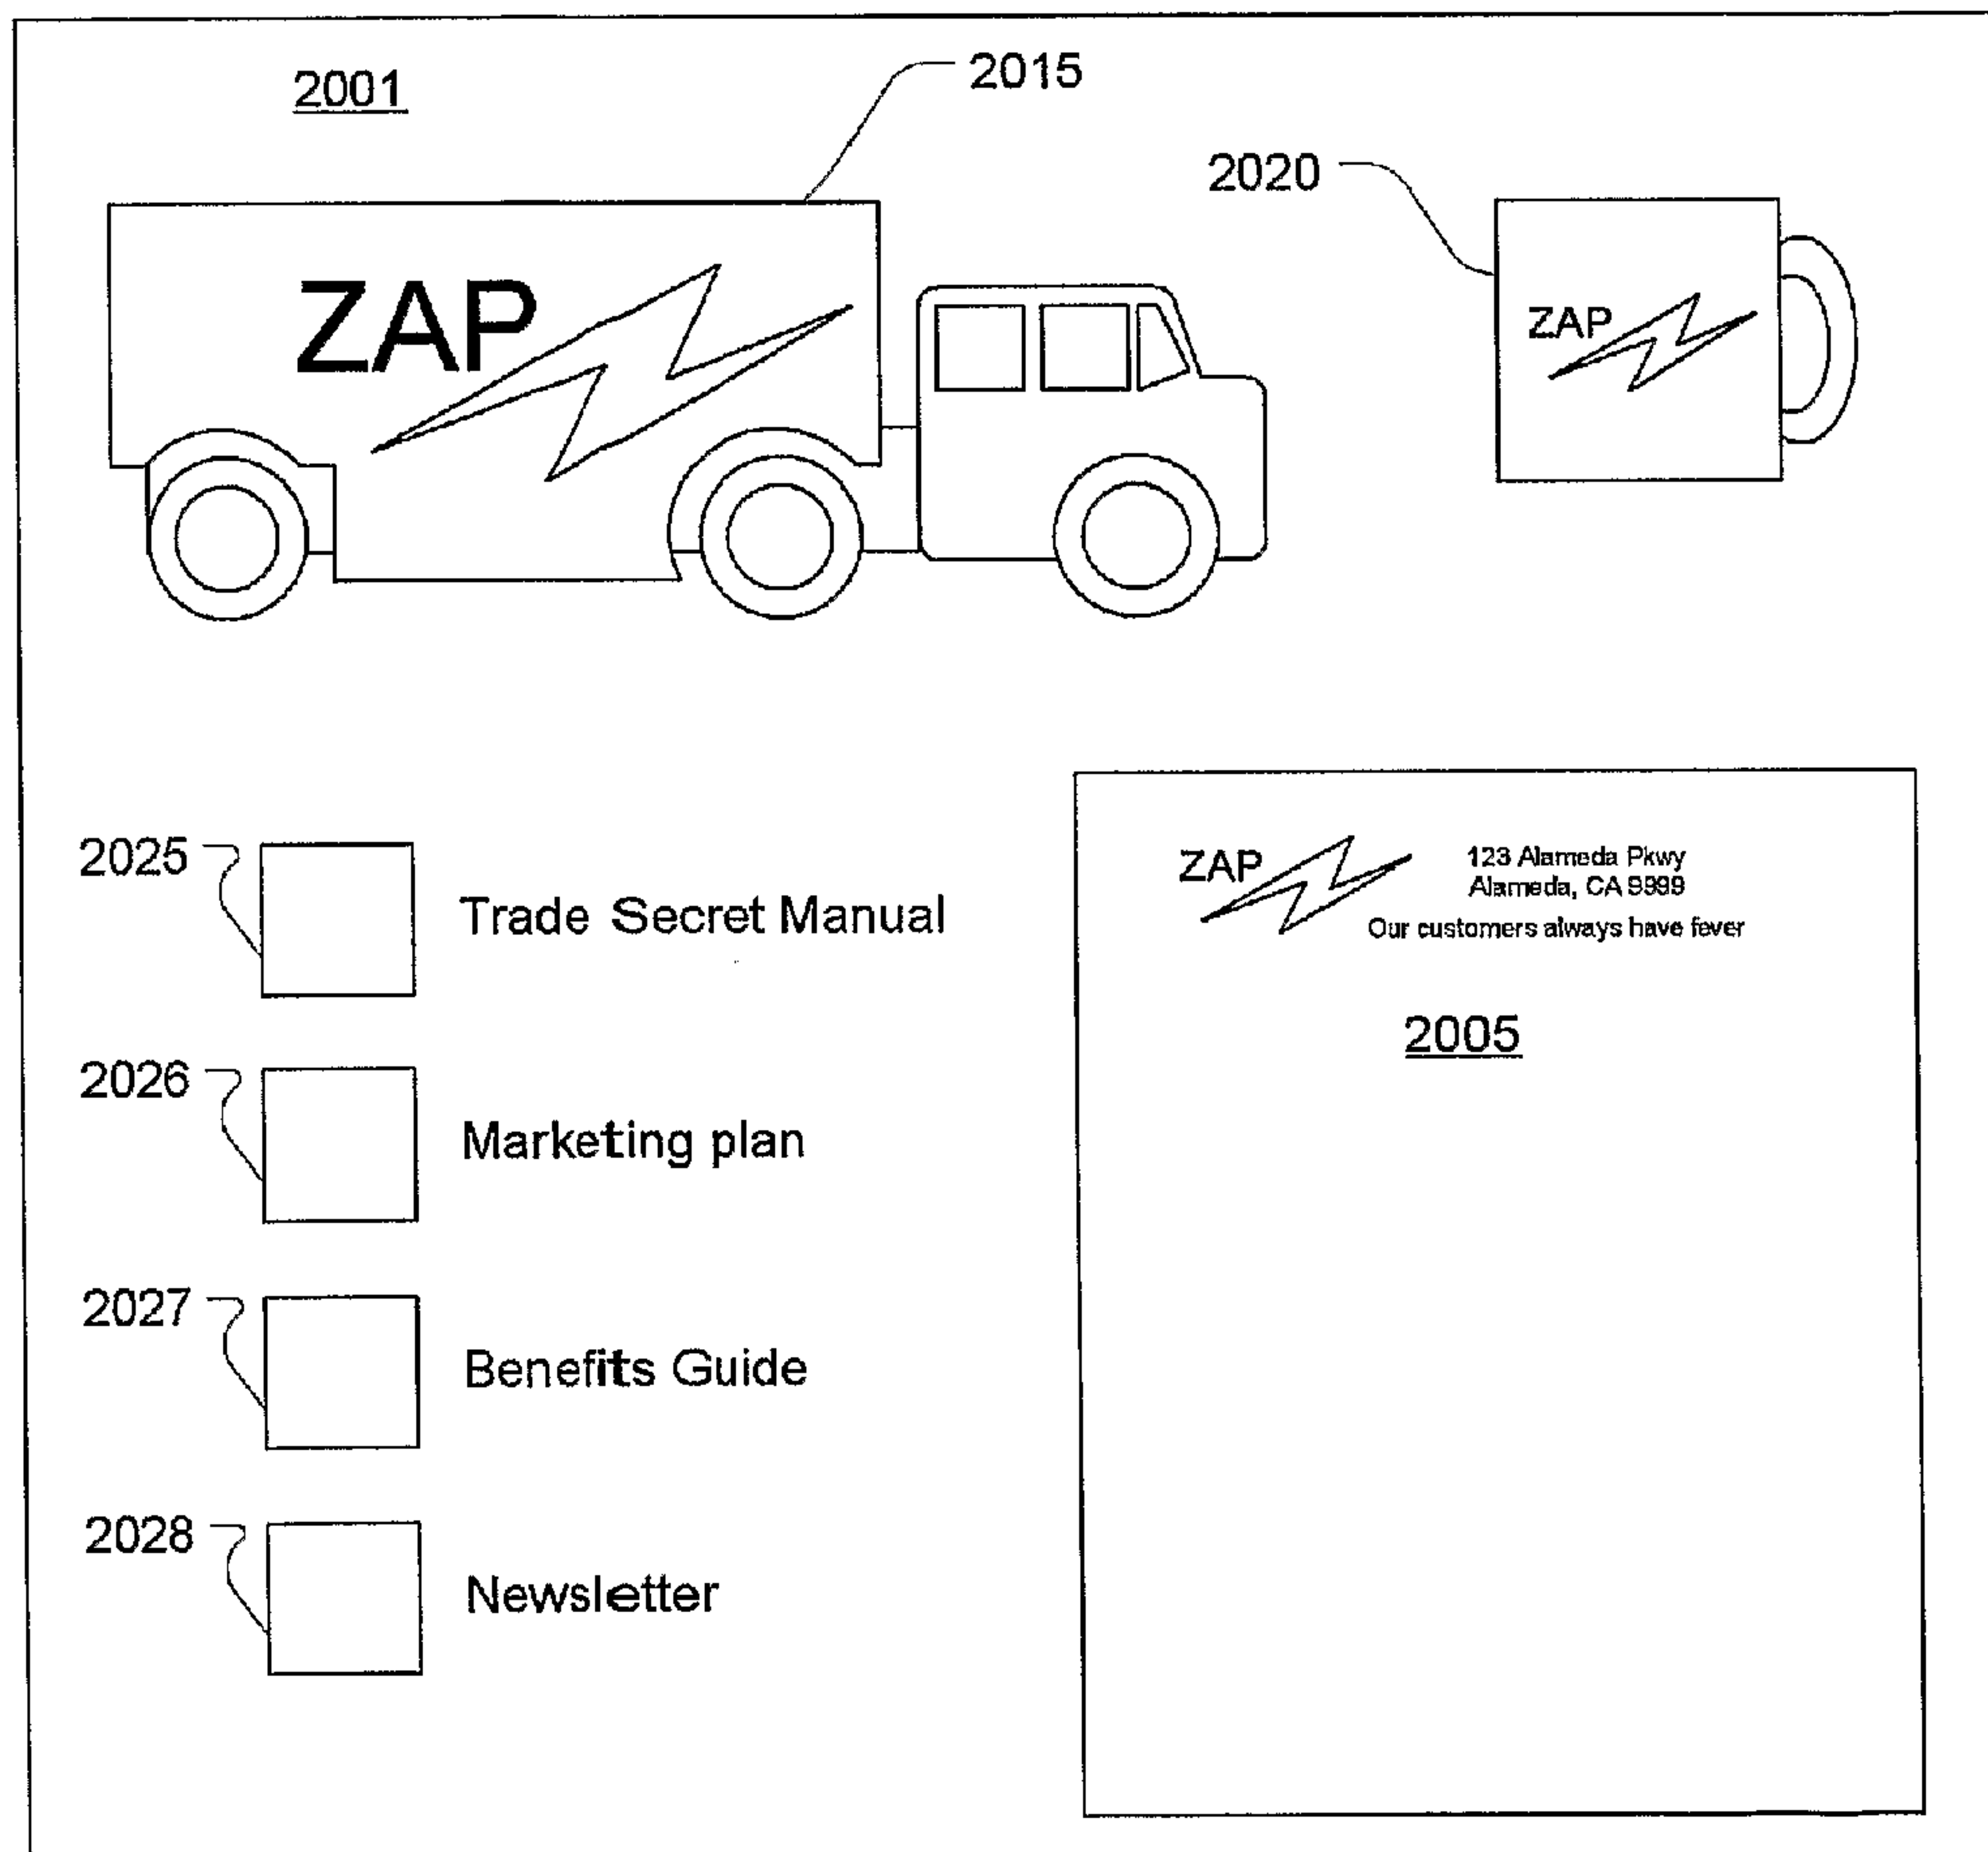 2001
2015
2020
ZAP
ZAP
2025
Trade Secret Manual
2026
Marketing plan
2027
Benefits Guide
2028
Newsletter
ZAP
123 Alameda Pkwy
Alameda, CA 9999
Our customers always have fever
2005